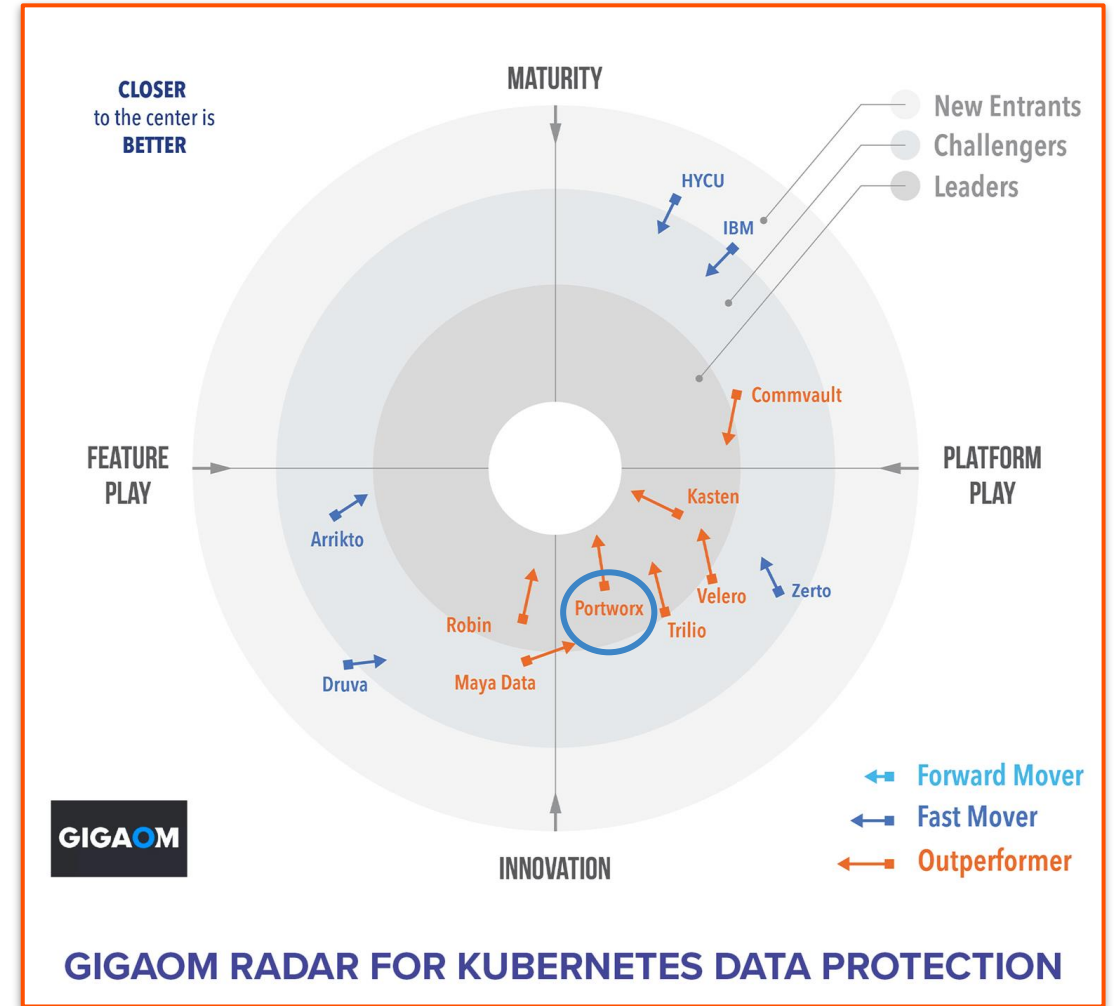 CLOSER
to the center is
BETTER
MATURITY
New Entrants
Challengers
Leaders
HYCU
IBM
Commvault
FEATURE
PLAY
PLATFORM
PLAY
Kasten
Arrikto
Zerto
Velero
Portworx
Robin
Trilio
Druva
Maya Data
Forward Mover
Fast Mover
Outperformer
GIGAOM
INNOVATION
GIGAOM RADAR FOR KUBERNETES DATA PROTECTION